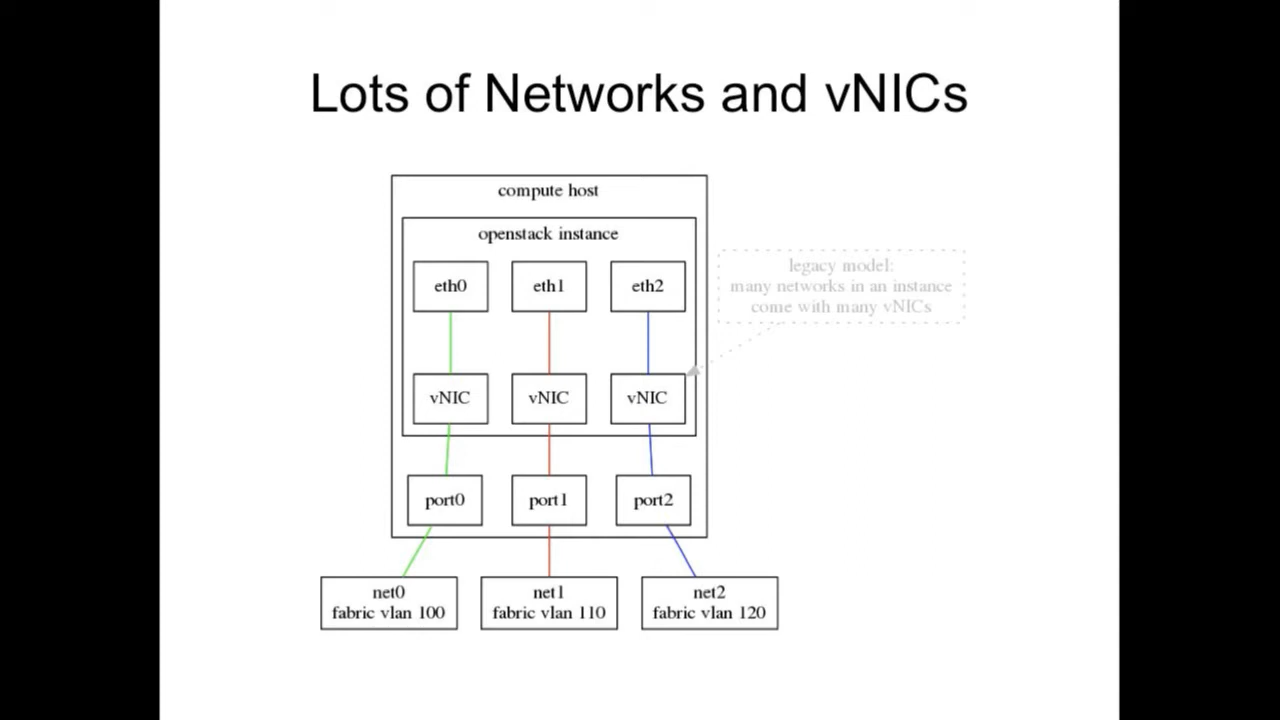 Lots of Networks and vNICs
compute host
openstack instance
eth0
eth1
eth2
legacy model:
many networks in an instance
come with many vNICs
vNIC
vNIC
vNIC
port0
port1
port2
net0
fabric vlan 100
net1
fabric vlan 110
net2
fabric vlan 120